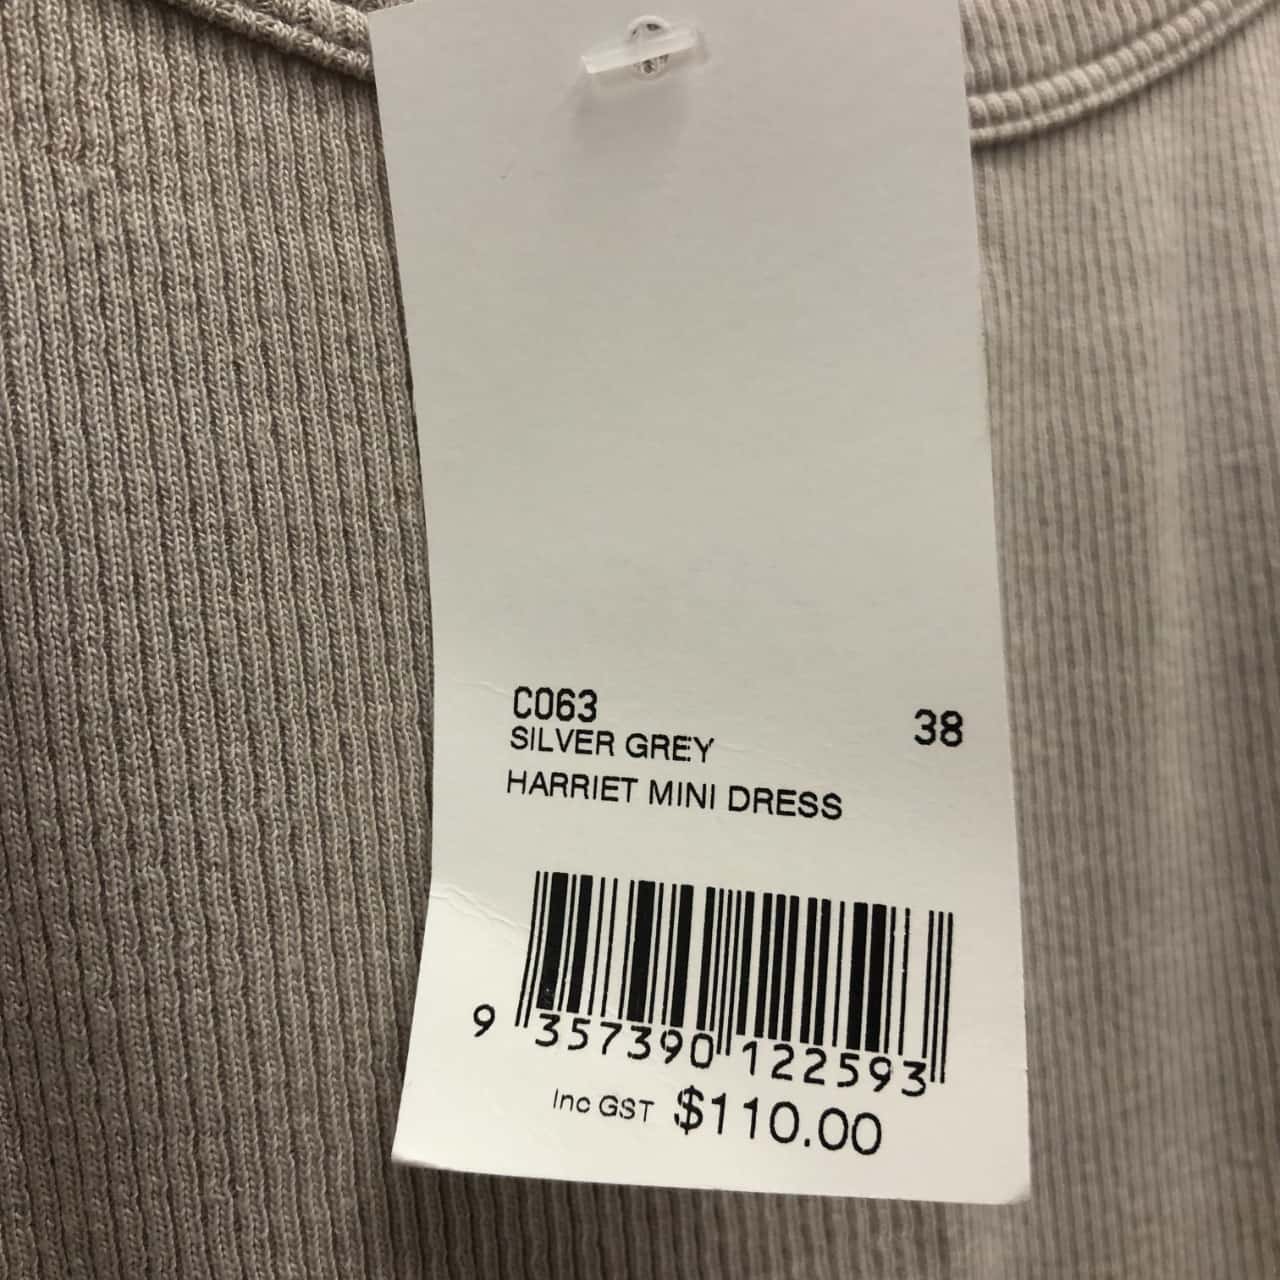 C063 38
SILVER GREY
HARRIET MINI DRESS
9 357390 122593
Inc GST $110.00